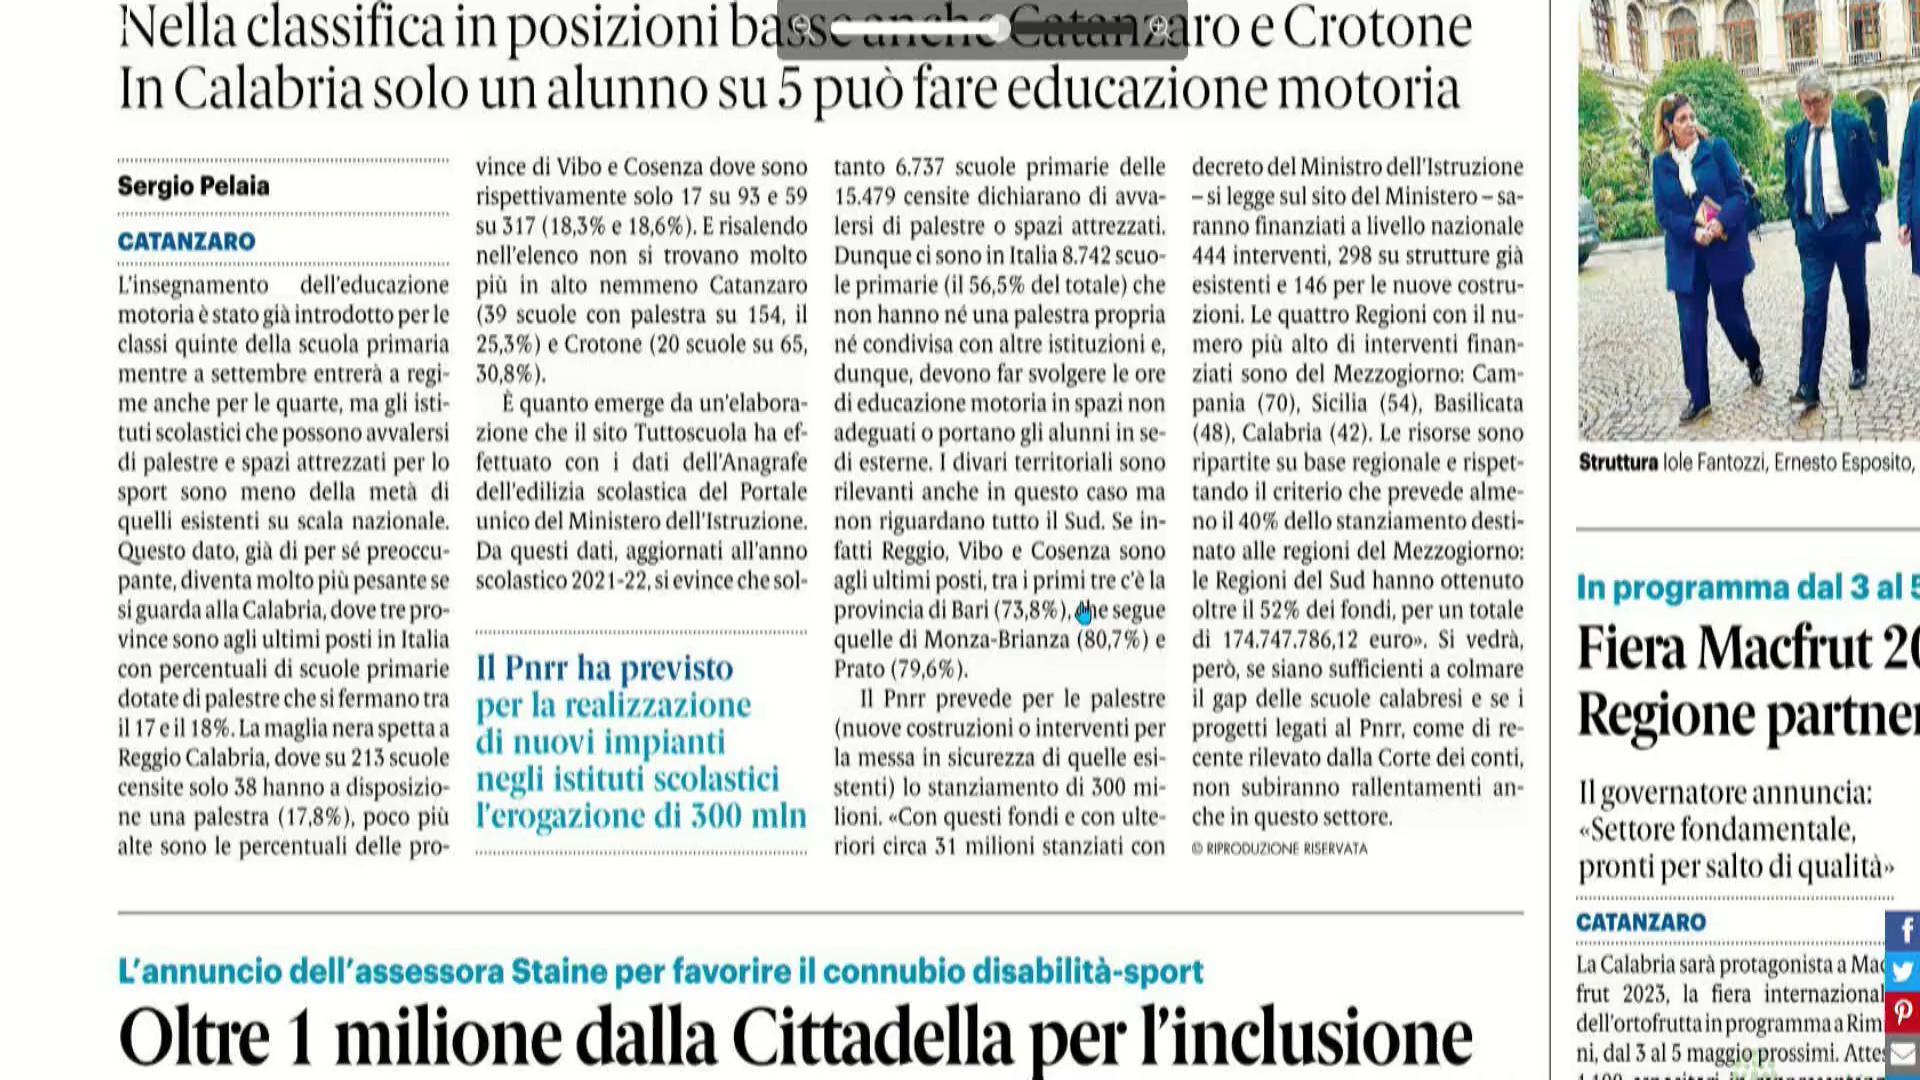 Nella classifica in posizioni basse anche Catanzaro e Crotone
In Calabria solo un alunno su 5 può fare educazione motoria
Sergio Pelaia
CATANZARO
L'insegnamento dell'educazione
motoria è stato già introdotto per le
classi quinte della scuola primaria
mentre a settembre entrerà a regi-
me anche per le quarte, ma gli isti-
tuti scolastici che possono avvalersi
di palestre e spazi attrezzati per lo
sport sono meno della metà di
quelli esistenti su scala nazionale.
Questo dato, già di per sé preoccu-
pante, diventa molto più pesante se
si guarda alla Calabria, dove tre pro-
vince sono agli ultimi posti in Italia
con percentuali di scuole primarie
dotate di palestre che si fermano tra
il 17 e il 18%. La maglia nera spetta a
Reggio Calabria, dove su 213 scuole
censite solo 38 hanno a disposizio-
ne una palestra (17,8%), poco più
alte sono le percentuali delle pro-
vince di Vibo e Cosenza dove sono
rispettivamente solo 17 su 93 e 59
su 317 (18,3% e 18,6%). E risalendo
nell'elenco non si trovano molto
più in alto nemmeno Catanzaro
(39 scuole con palestra su 154, il
25,3%) e Crotone (20 scuole su 65,
30,8%).
È quanto emerge da un'elabora-
zione che il sito Tuttoscuola ha ef-
fettuato con i dati dell'Anagrafe
dell'edilizia scolastica del Portale
unico del Ministero dell'Istruzione.
Da questi dati, aggiornati all'anno
scolastico 2021-22, si evince che sol-
Il Pnrr ha previsto
per la realizzazione
di nuovi impianti
negli istituti scolastici
l'erogazione di 300 mln
tanto 6.737 scuole primarie delle
15.479 censite dichiarano di avva-
lersi di palestre o spazi attrezzati.
Dunque ci sono in Italia 8.742 scuo-
le primarie (il 56,5% del totale) che
non hanno né una palestra propria
né condivisa con altre istituzioni e,
dunque, devono far svolgere le ore
di educazione motoria in spazi non
adeguati o portano gli alunni in se-
di esterne. I divari territoriali sono
rilevanti anche in questo caso ma
non riguardano tutto il Sud. Se in-
fatti Reggio, Vibo e Cosenza sono
agli ultimi posti, tra i primi tre c'è la
provincia di Bari (73,8%), che segue
quelle di Monza-Brianza (80,7%) e
Prato (79,6%).
Il Pnrr prevede per le palestre
(nuove costruzioni o interventi per
la messa in sicurezza di quelle esi-
stenti) lo stanziamento di 300 mi-
lioni. «Con questi fondi e con ulte-
riori circa 31 milioni stanziati con
decreto del Ministro dell'Istruzione
– si legge sul sito del Ministero – sa-
ranno finanziati a livello nazionale
444 interventi, 298 su strutture già
esistenti e 146 per le nuove costru-
zioni. Le quattro Regioni con il nu-
mero più alto di interventi finan-
ziati sono del Mezzogiorno: Cam-
pania (70), Sicilia (54), Basilicata
(48), Calabria (42). Le risorse sono
ripartite su base regionale e rispet-
tando il criterio che prevede alme-
no il 40% dello stanziamento desti-
nato alle regioni del Mezzogiorno:
le Regioni del Sud hanno ottenuto
oltre il 52% dei fondi, per un totale
di 174.747.786,12 euro». Si vedrà,
però, se siano sufficienti a colmare
il gap delle scuole calabresi e se i
progetti legati al Pnrr, come di re-
cente rilevato dalla Corte dei conti,
non subiranno rallentamenti an-
che in questo settore.
© RIPRODUZIONE RISERVATA
L'annuncio dell'assessora Staine per favorire il connubio disabilità-sport
Oltre 1 milione dalla Cittadella per l'inclusione
Struttura Iole Fantozzi, Ernesto Esposito,
In programma dal 3 al 5
Fiera Macfrut 20
Regione partner
Il governatore annuncia:
«Settore fondamentale,
pronti per salto di qualità»
CATANZARO
La Calabria sarà protagonista a Mac
frut 2023, la fiera internazional
dell'ortofrutta in programma a Rim
ni, dal 3 al 5 maggio prossimi. Attes